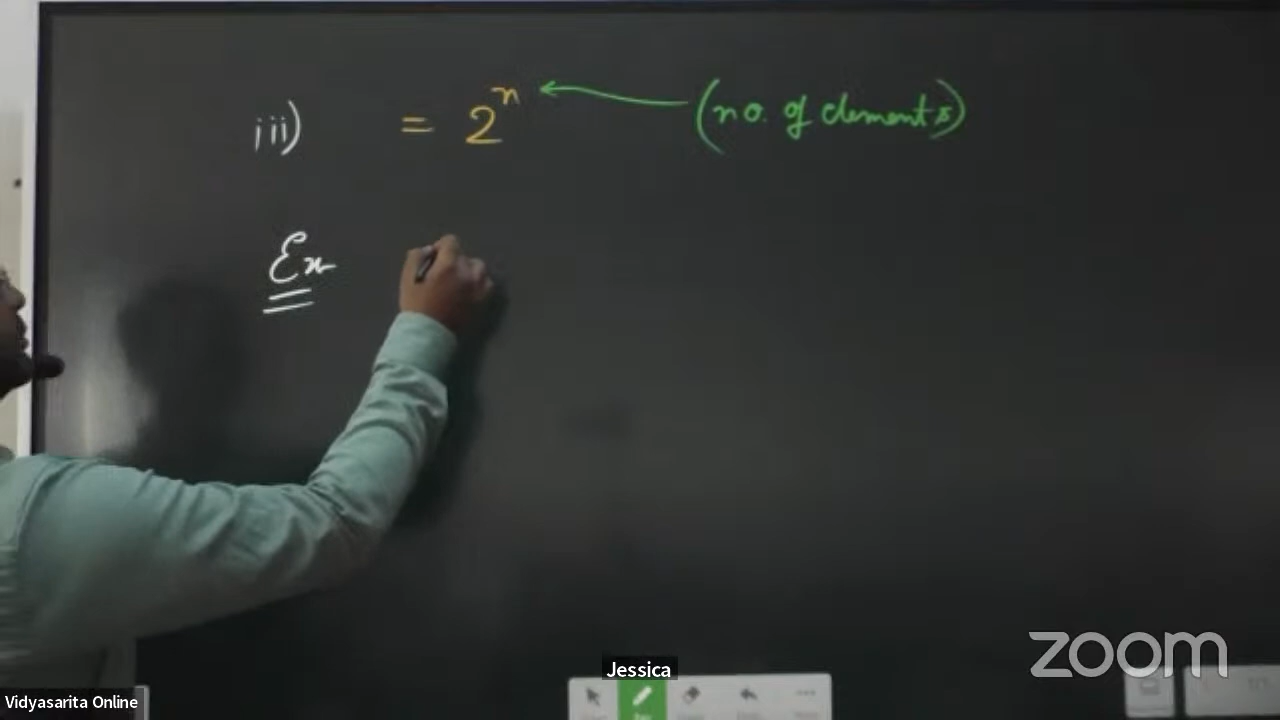 iii) = 2ⁿ ← (no. of elements)
Ex
Jessica
zoom
Vidyasarita Online